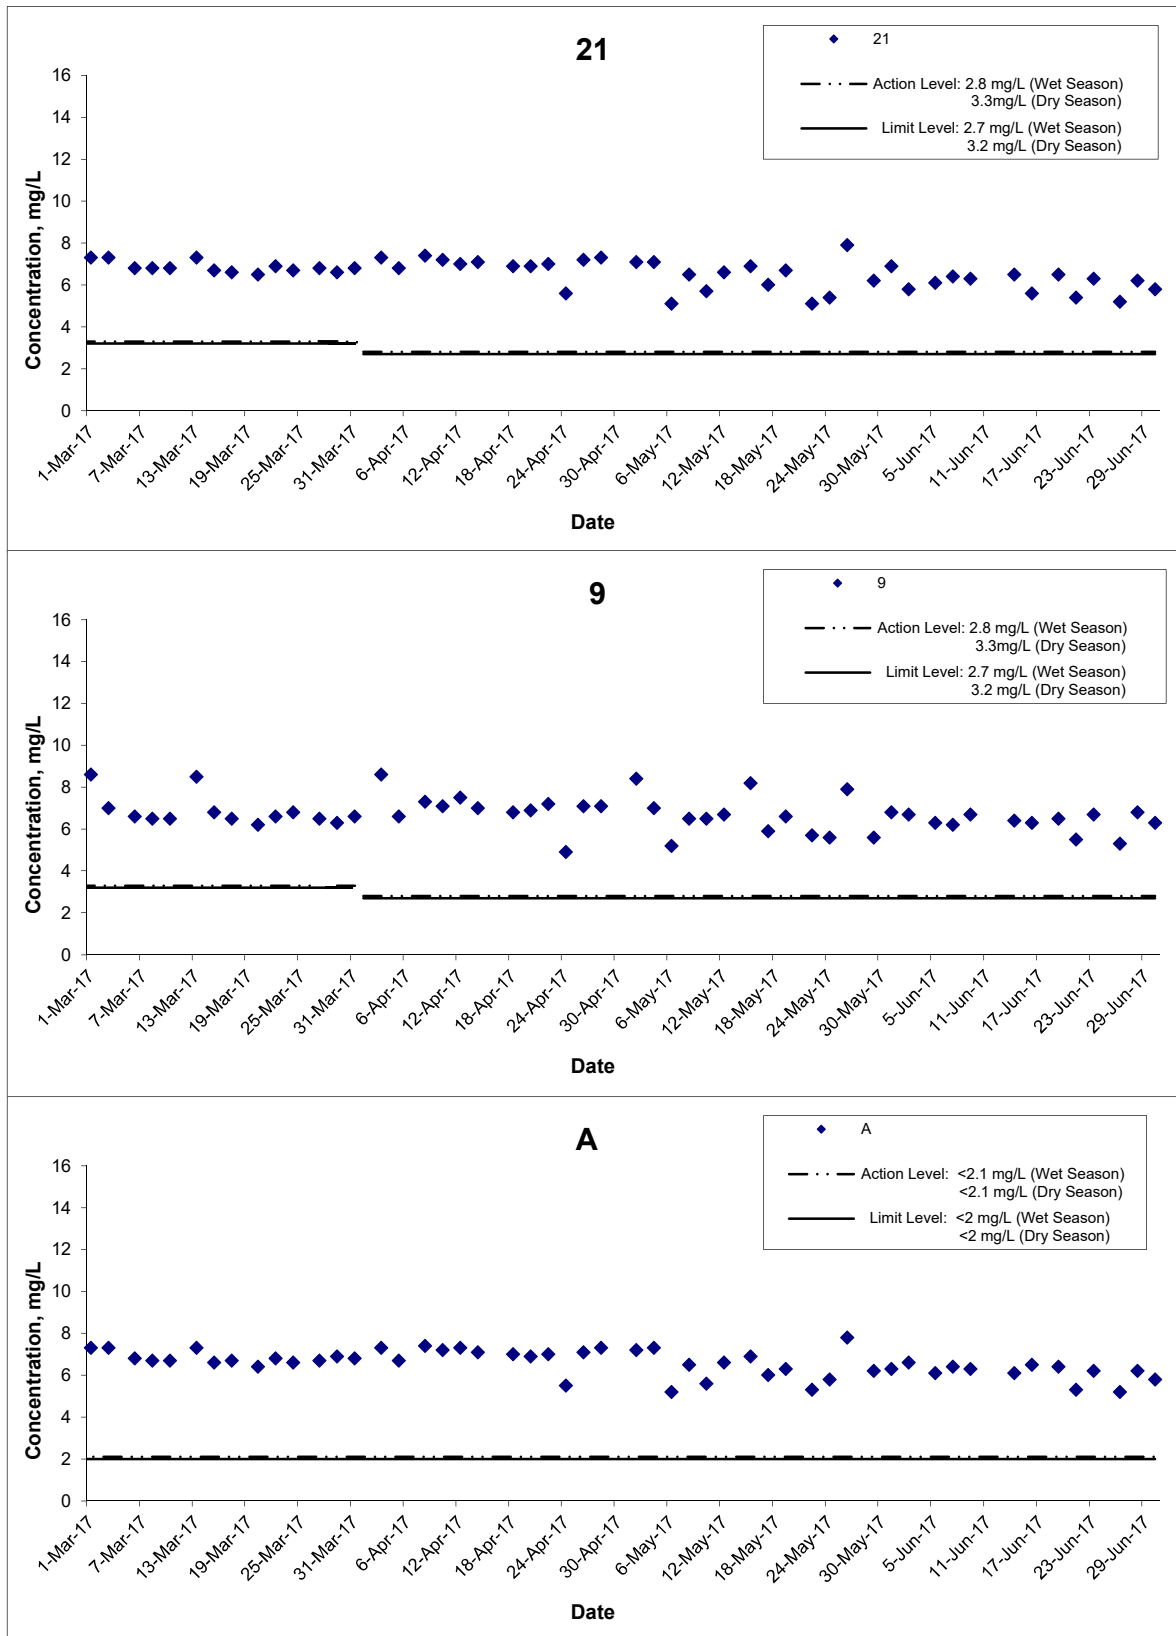 21
21
Action Level: 2.8 mg/L (Wet Season)
3.3mg/L (Dry Season)
Limit Level: 2.7 mg/L (Wet Season)
3.2 mg/L (Dry Season)
Concentration, mg/L
16
14
12
10
8
6
4
2
0
1-Mar-17
7-Mar-17
13-Mar-17
19-Mar-17
25-Mar-17
31-Mar-17
6-Apr-17
12-Apr-17
18-Apr-17
24-Apr-17
30-Apr-17
6-May-17
12-May-17
18-May-17
24-May-17
30-May-17
5-Jun-17
11-Jun-17
17-Jun-17
23-Jun-17
29-Jun-17
Date
9
9
Action Level: 2.8 mg/L (Wet Season)
3.3mg/L (Dry Season)
Limit Level: 2.7 mg/L (Wet Season)
3.2 mg/L (Dry Season)
Concentration, mg/L
16
14
12
10
8
6
4
2
0
1-Mar-17
7-Mar-17
13-Mar-17
19-Mar-17
25-Mar-17
31-Mar-17
6-Apr-17
12-Apr-17
18-Apr-17
24-Apr-17
30-Apr-17
6-May-17
12-May-17
18-May-17
24-May-17
30-May-17
5-Jun-17
11-Jun-17
17-Jun-17
23-Jun-17
29-Jun-17
Date
A
A
Action Level: <2.1 mg/L (Wet Season)
<2.1 mg/L (Dry Season)
Limit Level: <2 mg/L (Wet Season)
<2 mg/L (Dry Season)
Concentration, mg/L
16
14
12
10
8
6
4
2
0
1-Mar-17
7-Mar-17
13-Mar-17
19-Mar-17
25-Mar-17
31-Mar-17
6-Apr-17
12-Apr-17
18-Apr-17
24-Apr-17
30-Apr-17
6-May-17
12-May-17
18-May-17
24-May-17
30-May-17
5-Jun-17
11-Jun-17
17-Jun-17
23-Jun-17
29-Jun-17
Date